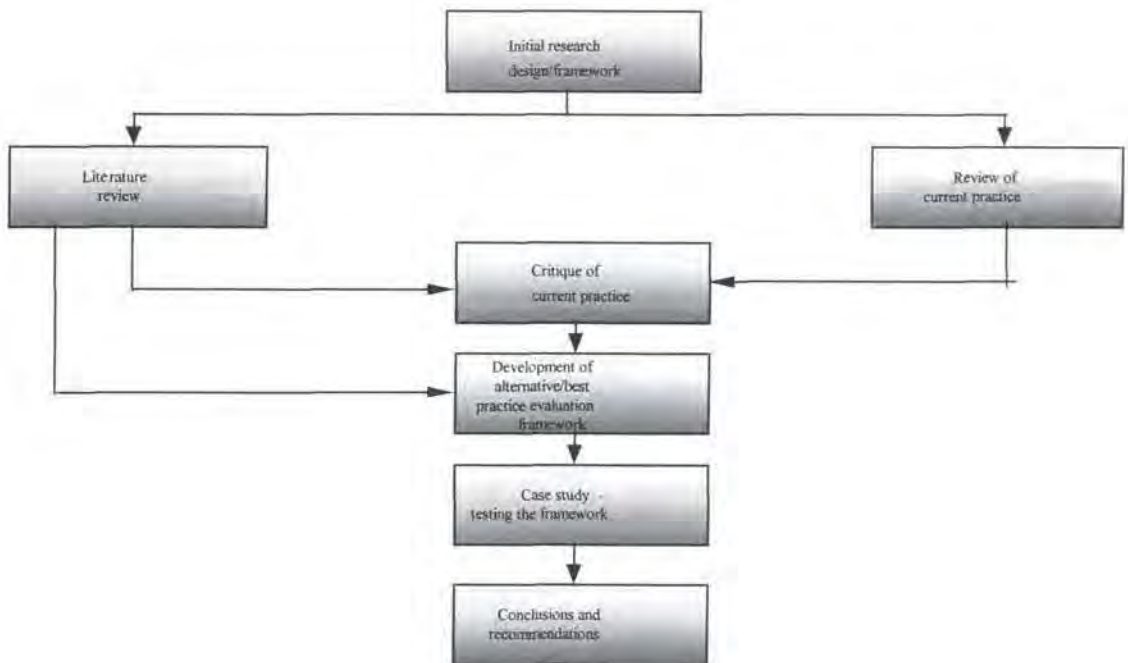 Initial research
design/framework
Literature
review
Review of
current practice
Critique of
current practice
Development of
alternative/best
practice evaluation
framework
Case study -
testing the framework
Conclusions and
recommendations